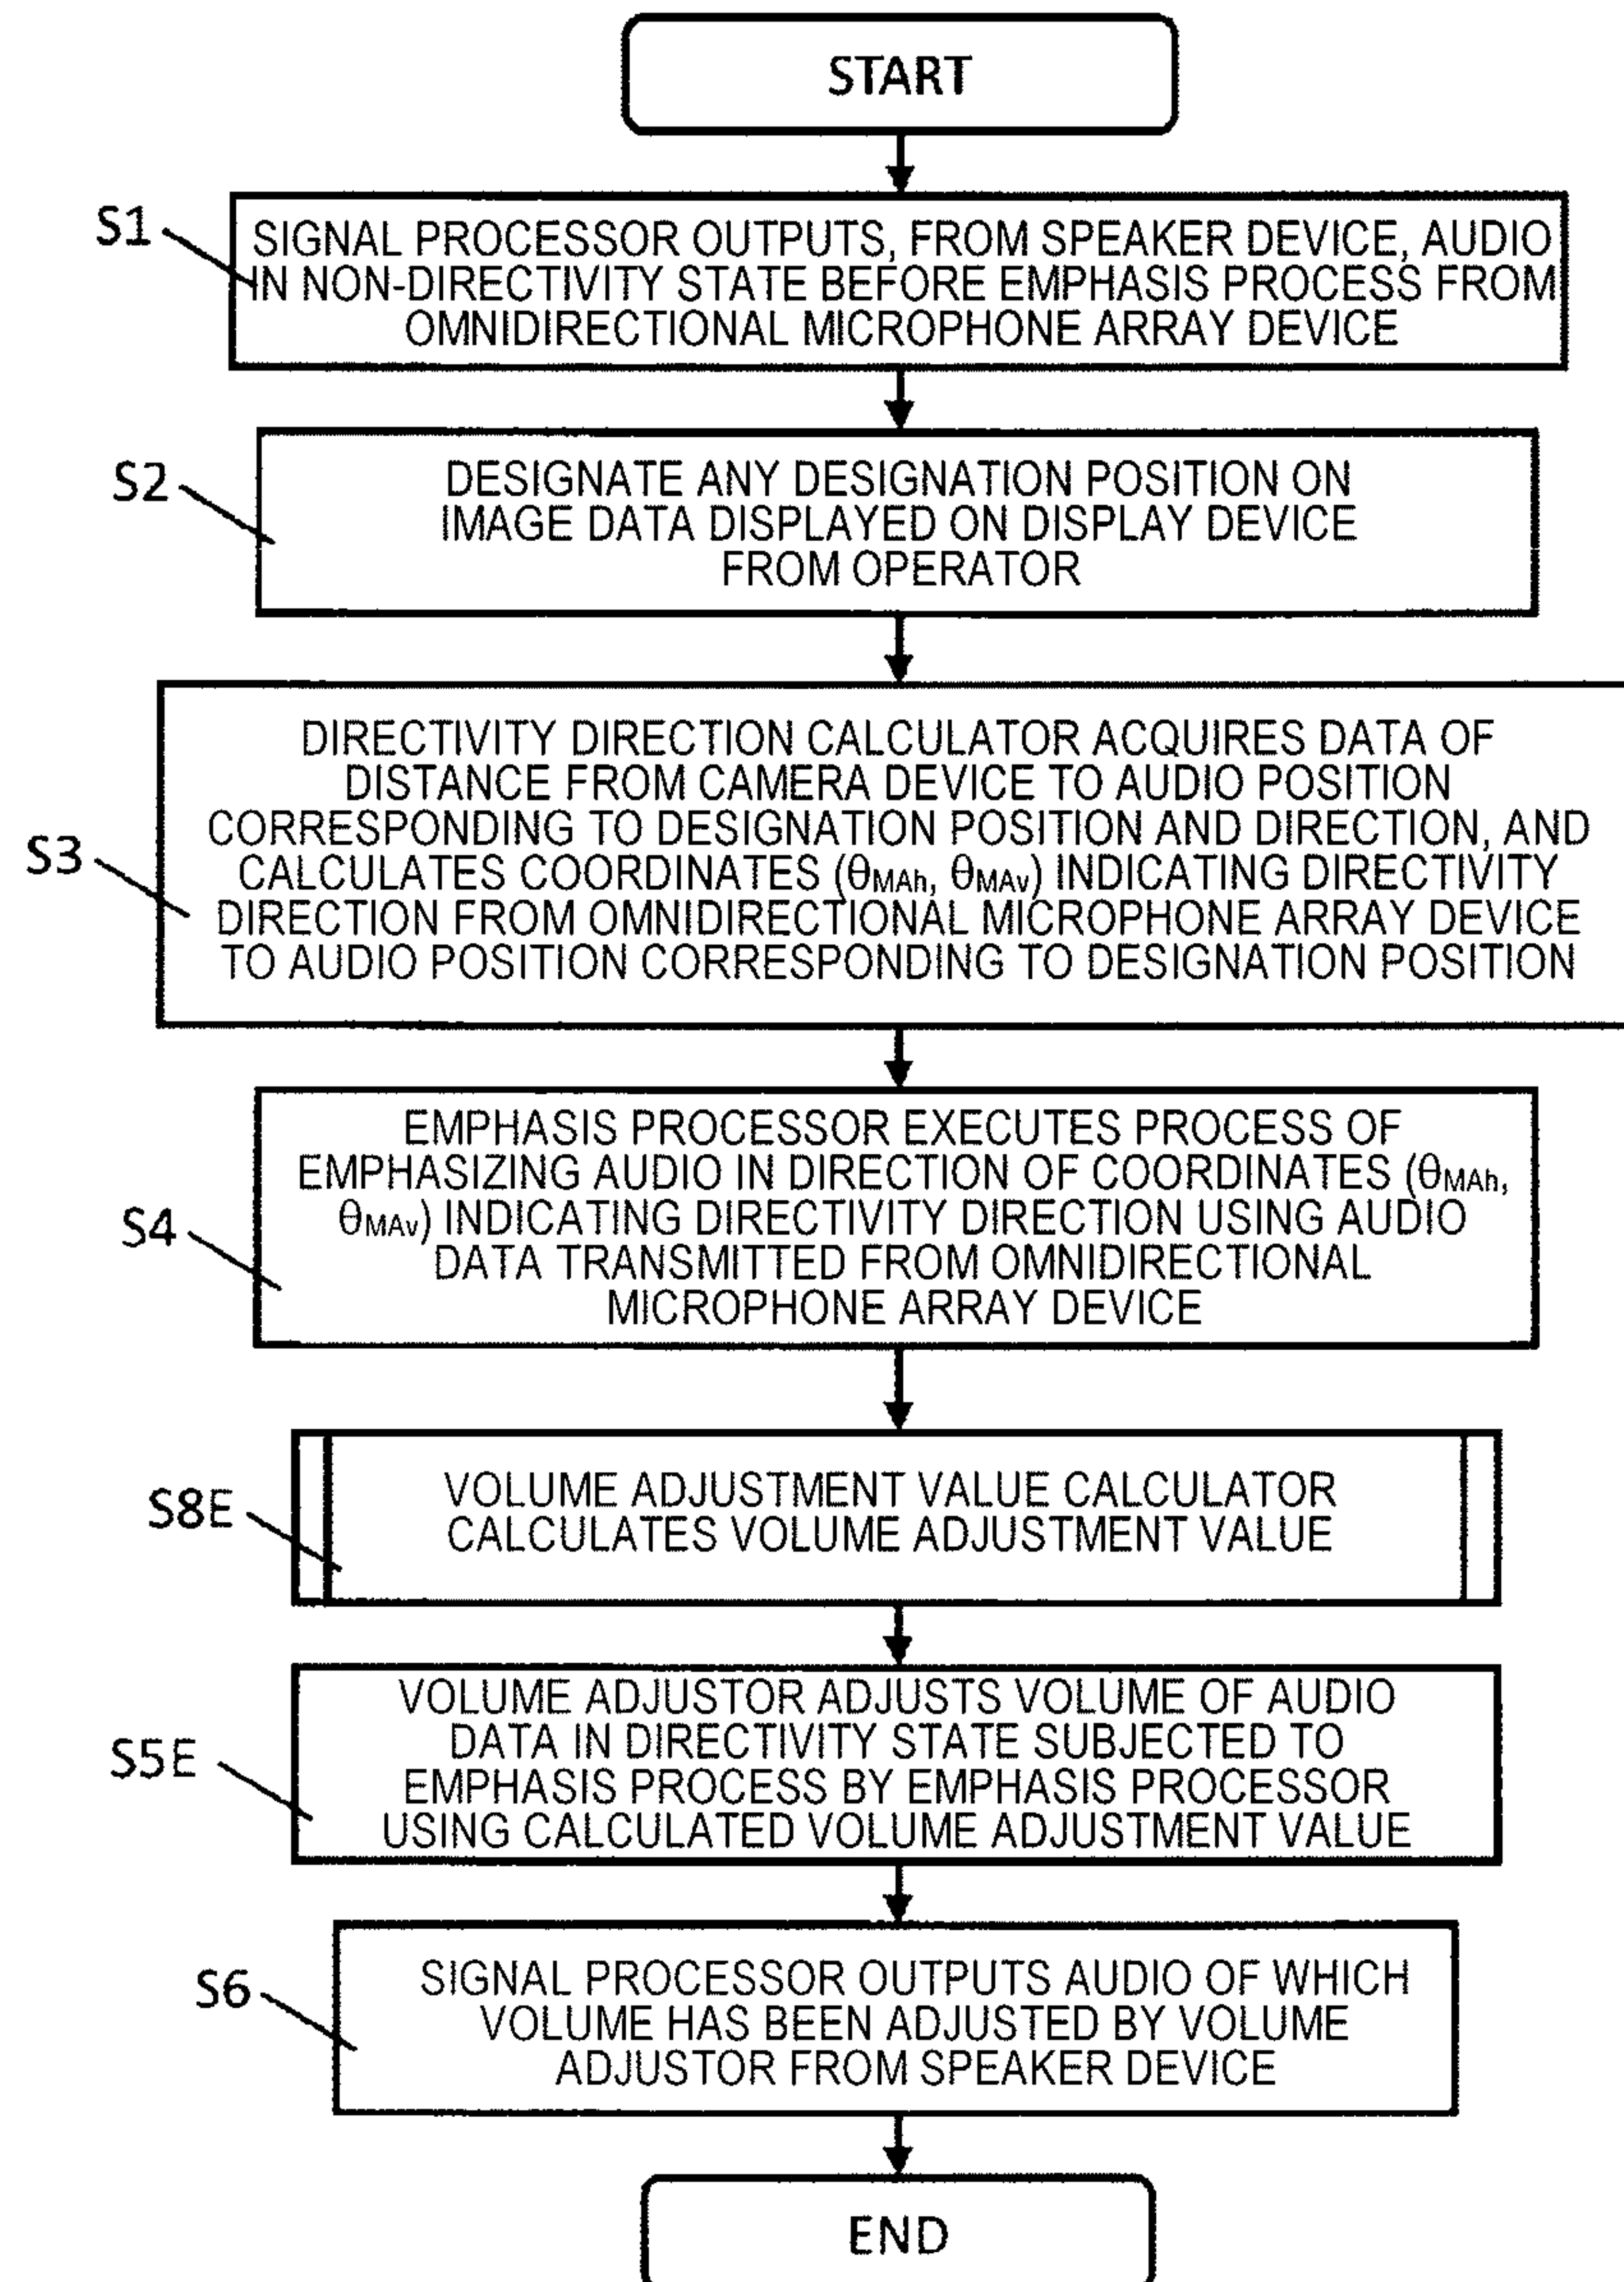 START
S1
SIGNAL PROCESSOR OUTPUTS, FROM SPEAKER DEVICE, AUDIO
IN NON-DIRECTIVITY STATE BEFORE EMPHASIS PROCESS FROM
OMNIDIRECTIONAL MICROPHONE ARRAY DEVICE
S2
DESIGNATE ANY DESIGNATION POSITION ON
IMAGE DATA DISPLAYED ON DISPLAY DEVICE
FROM OPERATOR
S3
DIRECTIVITY DIRECTION CALCULATOR ACQUIRES DATA OF
DISTANCE FROM CAMERA DEVICE TO AUDIO POSITION
CORRESPONDING TO DESIGNATION POSITION AND DIRECTION, AND
CALCULATES COORDINATES (θMAh, θMAv) INDICATING DIRECTIVITY
DIRECTION FROM OMNIDIRECTIONAL MICROPHONE ARRAY DEVICE
TO AUDIO POSITION CORRESPONDING TO DESIGNATION POSITION
S4
EMPHASIS PROCESSOR EXECUTES PROCESS OF
EMPHASIZING AUDIO IN DIRECTION OF COORDINATES (θMAh,
θMAv) INDICATING DIRECTIVITY DIRECTION USING AUDIO
DATA TRANSMITTED FROM OMNIDIRECTIONAL
MICROPHONE ARRAY DEVICE
S8E
VOLUME ADJUSTMENT VALUE CALCULATOR
CALCULATES VOLUME ADJUSTMENT VALUE
S5E
VOLUME ADJUSTOR ADJUSTS VOLUME OF AUDIO
DATA IN DIRECTIVITY STATE SUBJECTED TO
EMPHASIS PROCESS BY EMPHASIS PROCESSOR
USING CALCULATED VOLUME ADJUSTMENT VALUE
S6
SIGNAL PROCESSOR OUTPUTS AUDIO OF WHICH
VOLUME HAS BEEN ADJUSTED BY VOLUME
ADJUSTOR FROM SPEAKER DEVICE
END